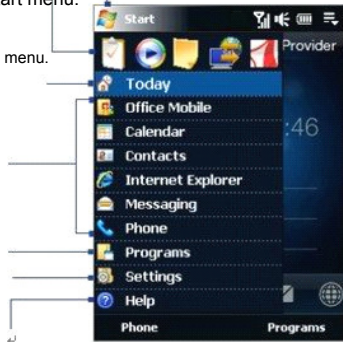 art menu.
Start
Provider
menu.
Today
Office Mobile
:46
Calendar
Contacts
Internet Explorer
Messaging
Phone
Programs
Settings
Help
Phone Programs